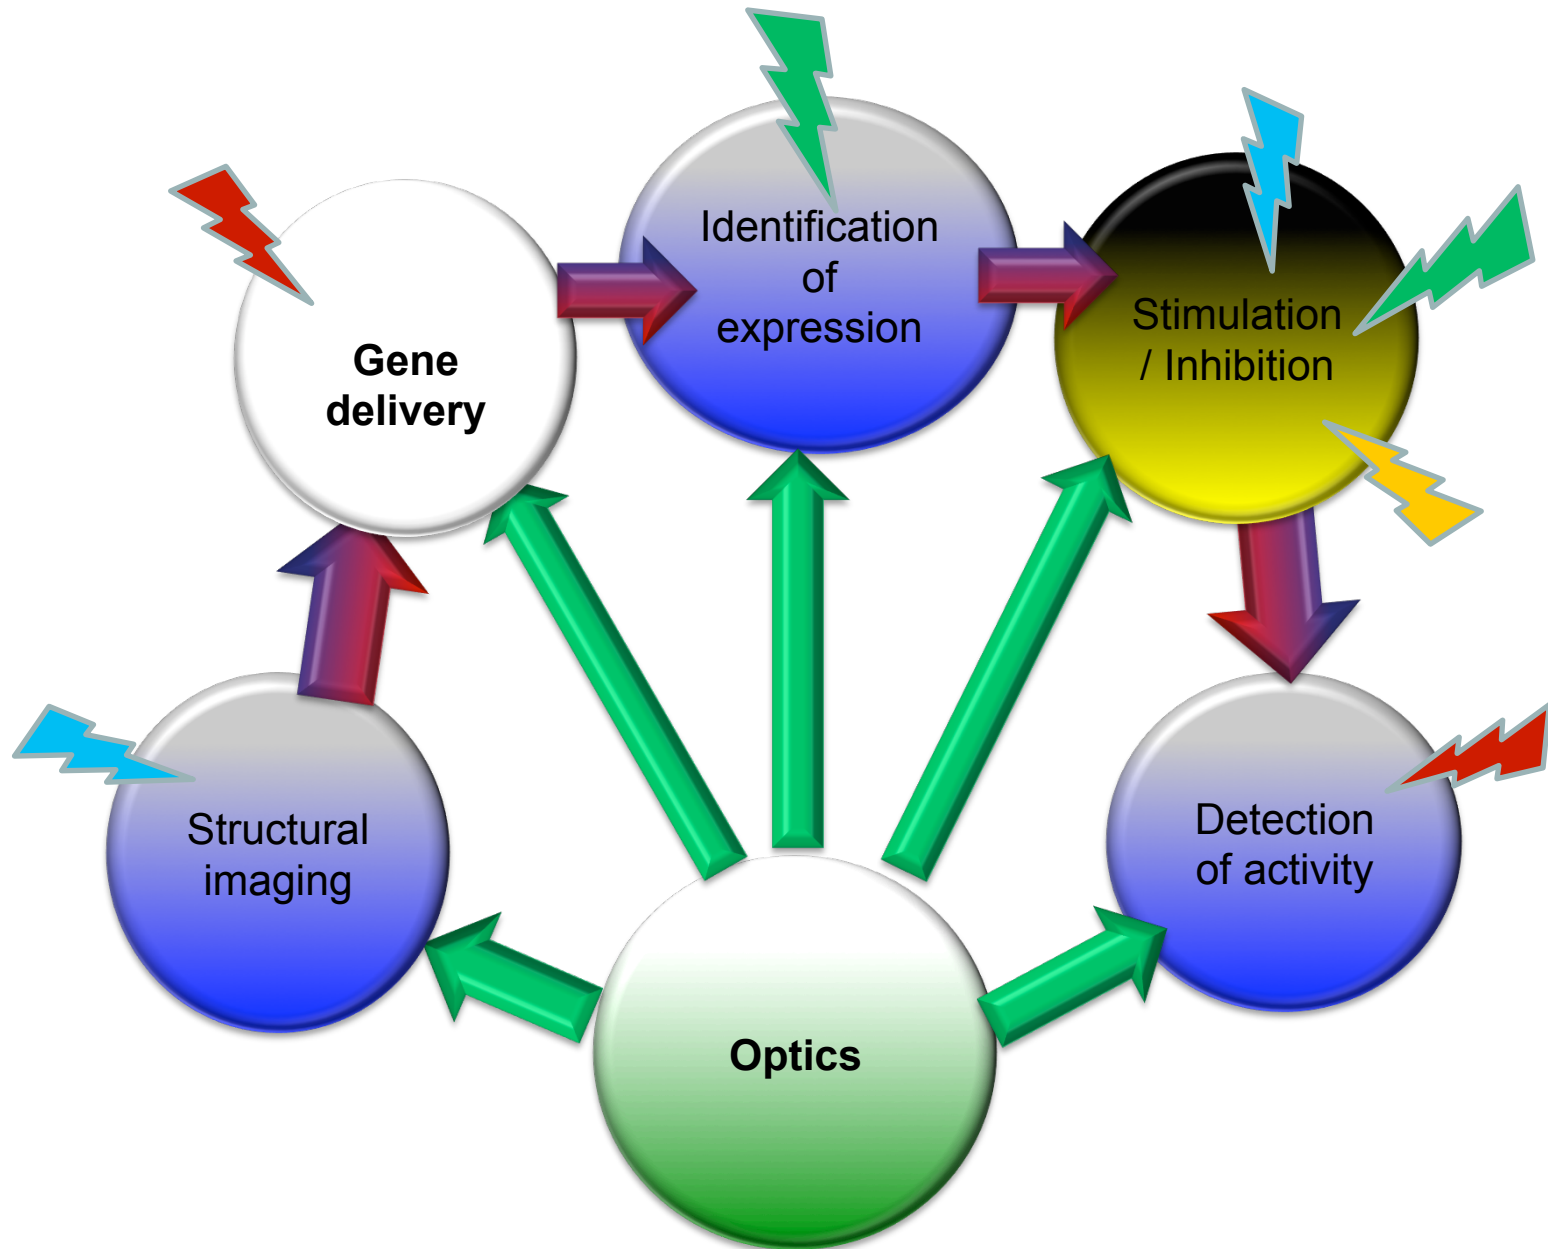 Identification
of
expression
Stimulation
/ Inhibition
Gene
delivery
Structural
imaging
Detection
of activity
Optics